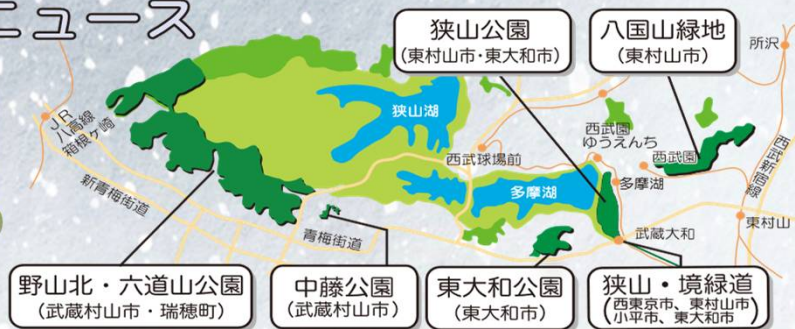 ニュース
狭山公園
(東村山市・東大和市)
八国山緑地
(東村山市)
所沢
JR
八高線
箱根ヶ崎
狭山湖
西武球場前
西武園
ゆうえんち
西武園
西武新宿線
多摩湖
多摩湖
新青梅街道
青梅街道
武蔵大和
東村山
野山北・六道山公園
(武蔵村山市・瑞穂町)
中藤公園
(武蔵村山市)
東大和公園
(東大和市)
狭山・境緑道
(西東京市、東村山市
小平市、東大和市)